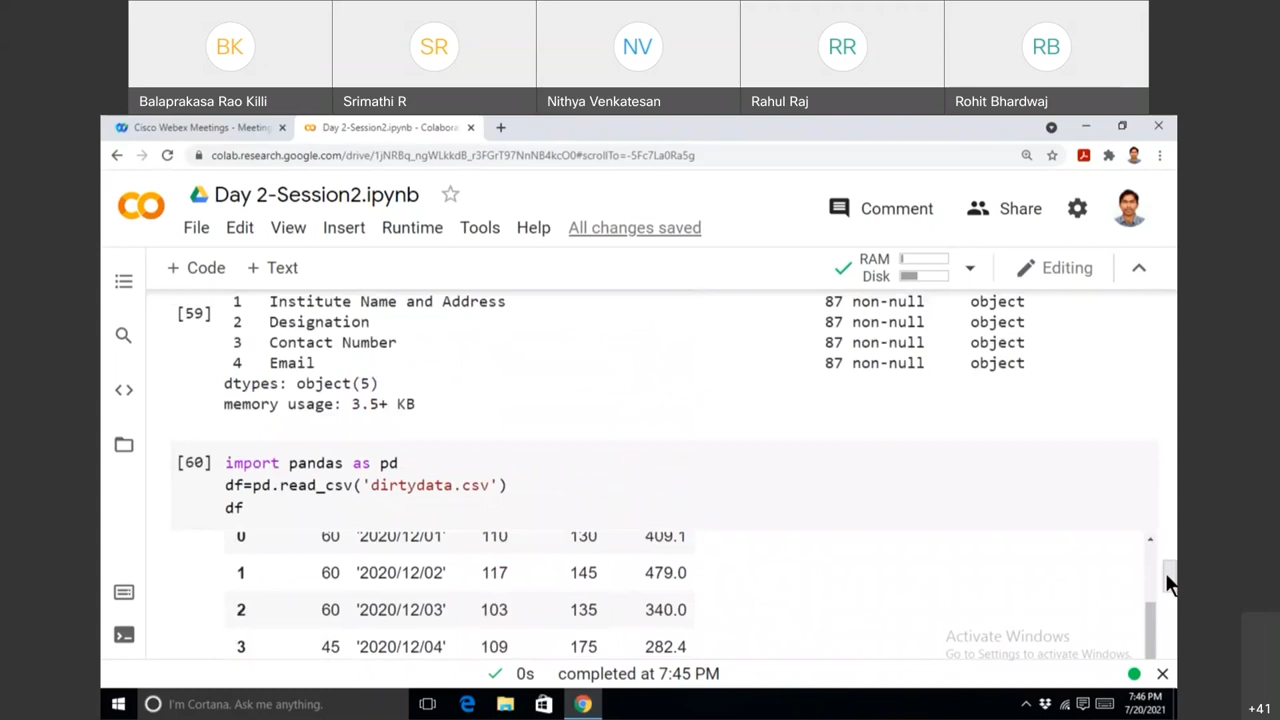 BK
SR
NV
RR
RB
Balaprakasa Rao Killi
Srimathi R
Nithya Venkatesan
Rahul Raj
Rohit Bhardwaj
Cisco Webex Meetings - Meeting
Day 2-Session2.ipynb - Colabora
colab.research.google.com/drive/1jNRBq_ngWLkkdB_r3FGrT97NnNB4kcO0#scrollTo=-5Fc7La0Ra5g
Day 2-Session2.ipynb
Comment
Share
File Edit View Insert Runtime Tools Help All changes saved
+ Code + Text
RAM
Disk
Editing
[59]
1 Institute Name and Address 87 non-null object
2 Designation 87 non-null object
3 Contact Number 87 non-null object
4 Email 87 non-null object
dtypes: object(5)
memory usage: 3.5+ KB
[60] import pandas as pd
df=pd.read_csv('dirtydata.csv')
df
0 60 '2020/12/01' 110 130 409.1
1 60 '2020/12/02' 117 145 479.0
2 60 '2020/12/03' 103 135 340.0
3 45 '2020/12/04' 109 175 282.4
Activate Windows
Go to Settings to activate Windows.
0s completed at 7:45 PM
I'm Cortana. Ask me anything.
7:46 PM
7/20/2021
+41